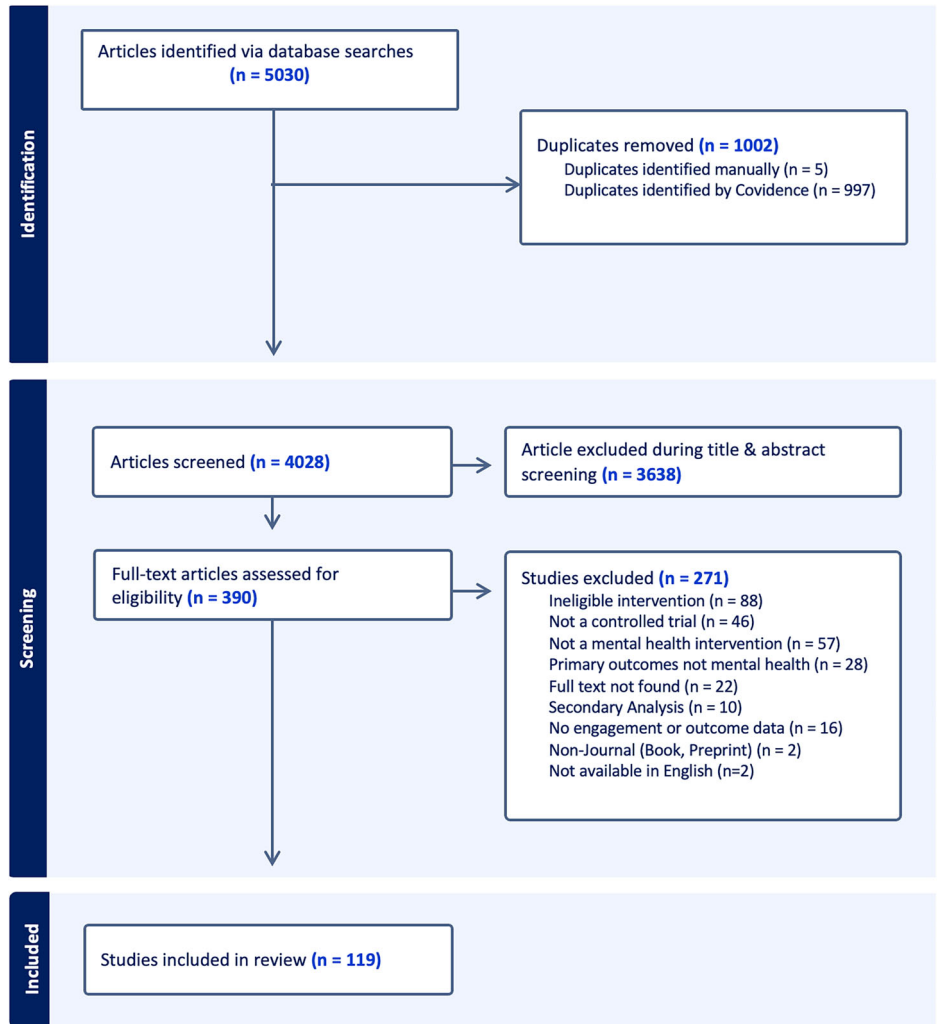 Identification
Articles identified via database searches
(n = 5030)
Duplicates removed (n = 1002)
Duplicates identified manually (n = 5)
Duplicates identified by Covidence (n = 997)
Screening
Articles screened (n = 4028)
Article excluded during title & abstract
screening (n = 3638)
Full-text articles assessed for
eligibility (n = 390)
Studies excluded (n = 271)
Ineligible intervention (n = 88)
Not a controlled trial (n = 46)
Not a mental health intervention (n = 57)
Primary outcomes not mental health (n = 28)
Full text not found (n = 22)
Secondary Analysis (n = 10)
No engagement or outcome data (n = 16)
Non-Journal (Book, Preprint) (n = 2)
Not available in English (n=2)
Included
Studies included in review (n = 119)